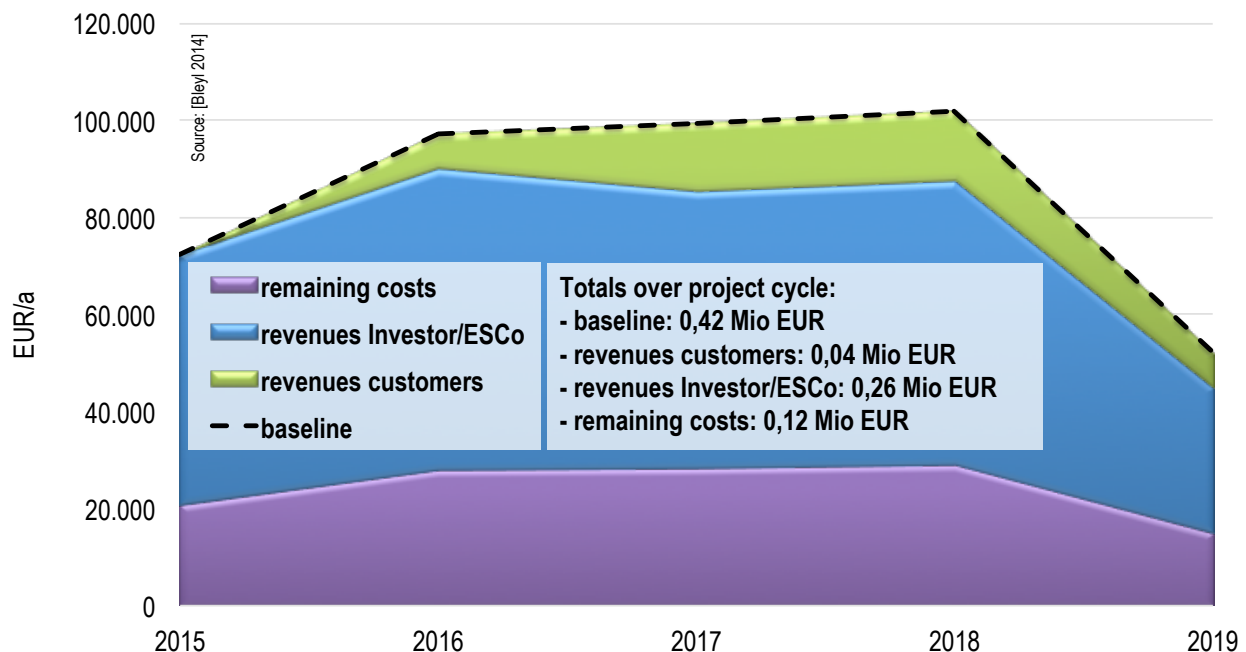 120.000
100.000
80.000
60.000
40.000
20.000
0
EUR/a
Source: [Bleyl 2014]
remaining costs
revenues Investor/ESCo
revenues customers
baseline
Totals over project cycle:
- baseline: 0,42 Mio EUR
- revenues customers: 0,04 Mio EUR
- revenues Investor/ESCo: 0,26 Mio EUR
- remaining costs: 0,12 Mio EUR
2015 2016 2017 2018 2019